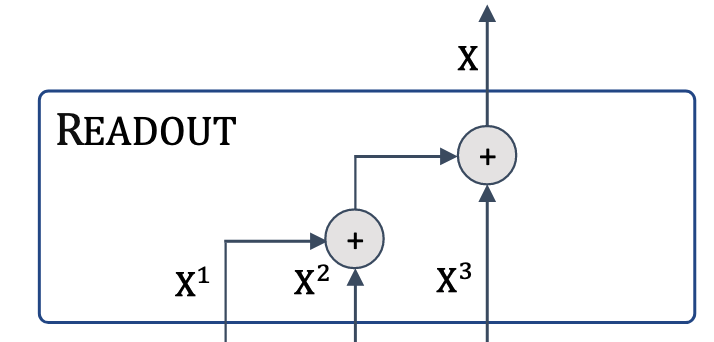 X
READOUT
+
+
X¹ X² X³